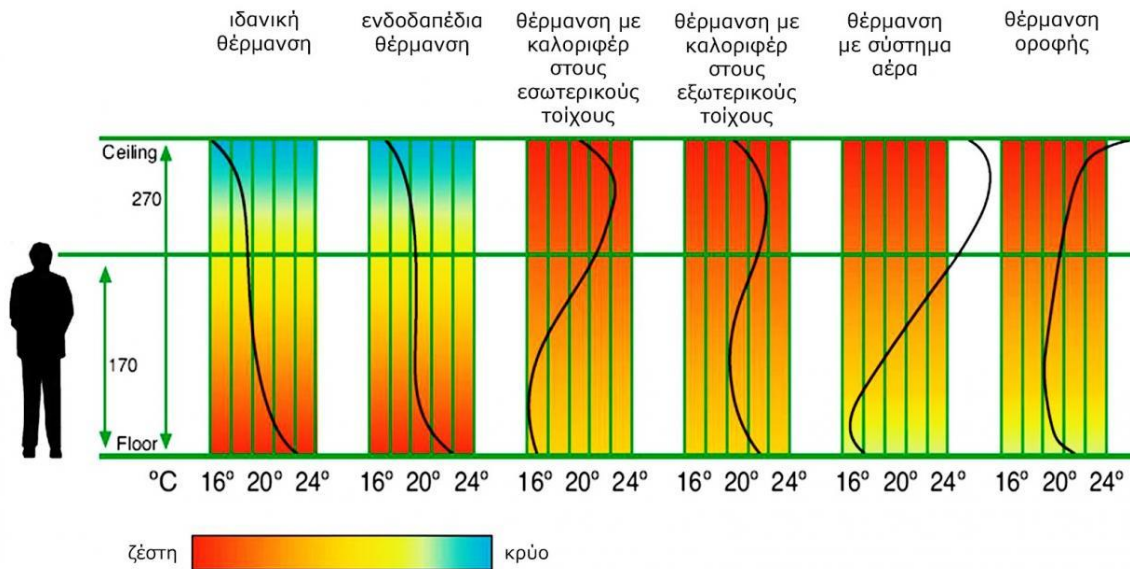 ιδανική
θέρμανση
ενδοδαπέδια
θέρμανση
θέρμανση με
καλοριφέρ
στους
εσωτερικούς
τοίχους
θέρμανση με
καλοριφέρ
στους
εξωτερικούς
τοίχους
θέρμανση
με σύστημα
αέρα
θέρμανση
οροφής
Ceiling
270
170
Floor
ºC
16º 20º 24º
16º 20º 24º
16º 20º 24º
16º 20º 24º
16º 20º 24º
16º 20º 24º
ζέστη
κρύο